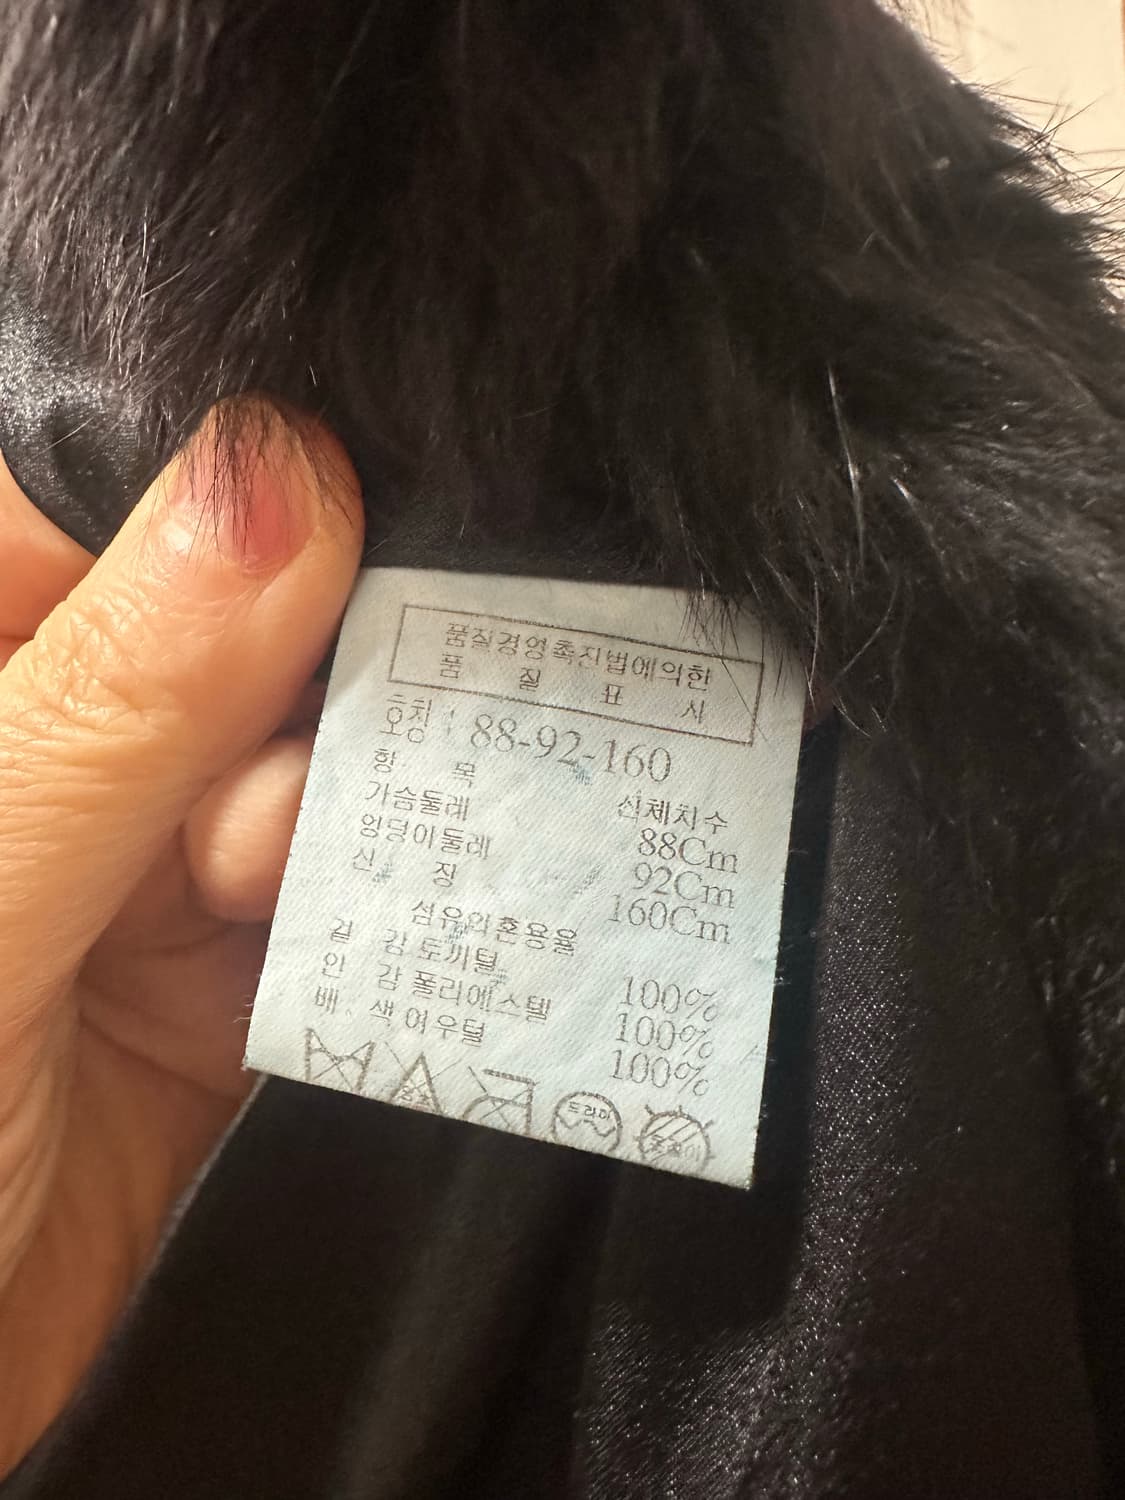 품질경영촉진법에의한
품 질 표 시
호칭 : 88-92-160
항 목 신체치수
가슴둘레 88Cm
엉덩이둘레 92Cm
신 장 160Cm
섬유의혼용율
겉 감 토끼털 100%
안 감 폴리에스텔 100%
배. 색 여우털 100%
드라이